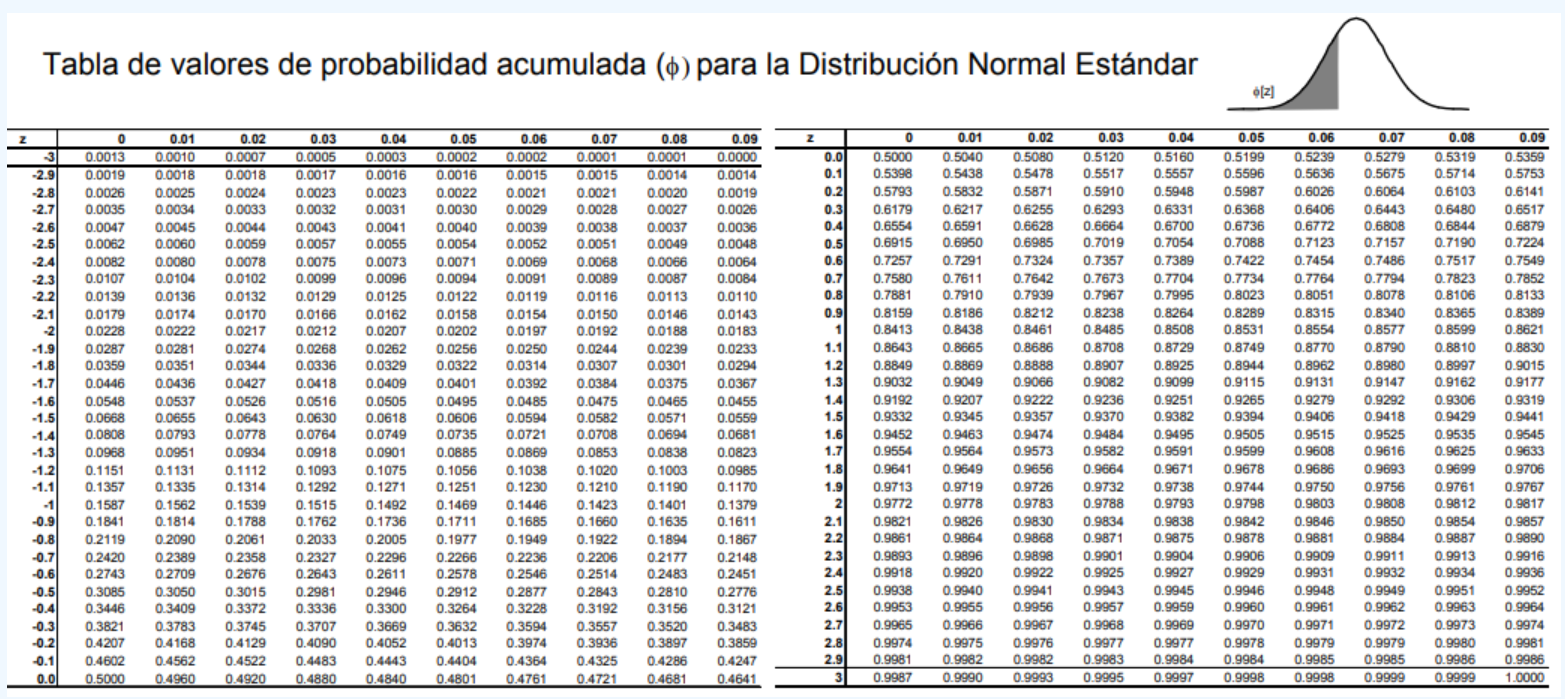 Tabla de valores de probabilidad acumulada (ϕ) para la Distribución Normal Estándar
ϕ[z]
z 0 0.01 0.02 0.03 0.04 0.05 0.06 0.07 0.08 0.09
-3 0.0013 0.0010 0.0007 0.0005 0.0003 0.0002 0.0002 0.0001 0.0001 0.0000
-2.9 0.0019 0.0018 0.0018 0.0017 0.0016 0.0016 0.0015 0.0015 0.0014 0.0014
-2.8 0.0026 0.0025 0.0024 0.0023 0.0023 0.0022 0.0021 0.0021 0.0020 0.0019
-2.7 0.0035 0.0034 0.0033 0.0032 0.0031 0.0030 0.0029 0.0028 0.0027 0.0026
-2.6 0.0047 0.0045 0.0044 0.0043 0.0041 0.0040 0.0039 0.0038 0.0037 0.0036
-2.5 0.0062 0.0060 0.0059 0.0057 0.0055 0.0054 0.0052 0.0051 0.0049 0.0048
-2.4 0.0082 0.0080 0.0078 0.0075 0.0073 0.0071 0.0069 0.0068 0.0066 0.0064
-2.3 0.0107 0.0104 0.0102 0.0099 0.0096 0.0094 0.0091 0.0089 0.0087 0.0084
-2.2 0.0139 0.0136 0.0132 0.0129 0.0125 0.0122 0.0119 0.0116 0.0113 0.0110
-2.1 0.0179 0.0174 0.0170 0.0166 0.0162 0.0158 0.0154 0.0150 0.0146 0.0143
-2 0.0228 0.0222 0.0217 0.0212 0.0207 0.0202 0.0197 0.0192 0.0188 0.0183
-1.9 0.0287 0.0281 0.0274 0.0268 0.0262 0.0256 0.0250 0.0244 0.0239 0.0233
-1.8 0.0359 0.0351 0.0344 0.0336 0.0329 0.0322 0.0314 0.0307 0.0301 0.0294
-1.7 0.0446 0.0436 0.0427 0.0418 0.0409 0.0401 0.0392 0.0384 0.0375 0.0367
-1.6 0.0548 0.0537 0.0526 0.0516 0.0505 0.0495 0.0485 0.0475 0.0465 0.0455
-1.5 0.0668 0.0655 0.0643 0.0630 0.0618 0.0606 0.0594 0.0582 0.0571 0.0559
-1.4 0.0808 0.0793 0.0778 0.0764 0.0749 0.0735 0.0721 0.0708 0.0694 0.0681
-1.3 0.0968 0.0951 0.0934 0.0918 0.0901 0.0885 0.0869 0.0853 0.0838 0.0823
-1.2 0.1151 0.1131 0.1112 0.1093 0.1075 0.1056 0.1038 0.1020 0.1003 0.0985
-1.1 0.1357 0.1335 0.1314 0.1292 0.1271 0.1251 0.1230 0.1210 0.1190 0.1170
-1 0.1587 0.1562 0.1539 0.1515 0.1492 0.1469 0.1446 0.1423 0.1401 0.1379
-0.9 0.1841 0.1814 0.1788 0.1762 0.1736 0.1711 0.1685 0.1660 0.1635 0.1611
-0.8 0.2119 0.2090 0.2061 0.2033 0.2005 0.1977 0.1949 0.1922 0.1894 0.1867
-0.7 0.2420 0.2389 0.2358 0.2327 0.2296 0.2266 0.2236 0.2206 0.2177 0.2148
-0.6 0.2743 0.2709 0.2676 0.2643 0.2611 0.2578 0.2546 0.2514 0.2483 0.2451
-0.5 0.3085 0.3050 0.3015 0.2981 0.2946 0.2912 0.2877 0.2843 0.2810 0.2776
-0.4 0.3446 0.3409 0.3372 0.3336 0.3300 0.3264 0.3228 0.3192 0.3156 0.3121
-0.3 0.3821 0.3783 0.3745 0.3707 0.3669 0.3632 0.3594 0.3557 0.3520 0.3483
-0.2 0.4207 0.4168 0.4129 0.4090 0.4052 0.4013 0.3974 0.3936 0.3897 0.3859
-0.1 0.4602 0.4562 0.4522 0.4483 0.4443 0.4404 0.4364 0.4325 0.4286 0.4247
0.0 0.5000 0.4960 0.4920 0.4880 0.4840 0.4801 0.4761 0.4721 0.4681 0.4641
z 0 0.01 0.02 0.03 0.04 0.05 0.06 0.07 0.08 0.09
0.0 0.5000 0.5040 0.5080 0.5120 0.5160 0.5199 0.5239 0.5279 0.5319 0.5359
0.1 0.5398 0.5438 0.5478 0.5517 0.5557 0.5596 0.5636 0.5675 0.5714 0.5753
0.2 0.5793 0.5832 0.5871 0.5910 0.5948 0.5987 0.6026 0.6064 0.6103 0.6141
0.3 0.6179 0.6217 0.6255 0.6293 0.6331 0.6368 0.6406 0.6443 0.6480 0.6517
0.4 0.6554 0.6591 0.6628 0.6664 0.6700 0.6736 0.6772 0.6808 0.6844 0.6879
0.5 0.6915 0.6950 0.6985 0.7019 0.7054 0.7088 0.7123 0.7157 0.7190 0.7224
0.6 0.7257 0.7291 0.7324 0.7357 0.7389 0.7422 0.7454 0.7486 0.7517 0.7549
0.7 0.7580 0.7611 0.7642 0.7673 0.7704 0.7734 0.7764 0.7794 0.7823 0.7852
0.8 0.7881 0.7910 0.7939 0.7967 0.7995 0.8023 0.8051 0.8078 0.8106 0.8133
0.9 0.8159 0.8186 0.8212 0.8238 0.8264 0.8289 0.8315 0.8340 0.8365 0.8389
1 0.8413 0.8438 0.8461 0.8485 0.8508 0.8531 0.8554 0.8577 0.8599 0.8621
1.1 0.8643 0.8665 0.8686 0.8708 0.8729 0.8749 0.8770 0.8790 0.8810 0.8830
1.2 0.8849 0.8869 0.8888 0.8907 0.8925 0.8944 0.8962 0.8980 0.8997 0.9015
1.3 0.9032 0.9049 0.9066 0.9082 0.9099 0.9115 0.9131 0.9147 0.9162 0.9177
1.4 0.9192 0.9207 0.9222 0.9236 0.9251 0.9265 0.9279 0.9292 0.9306 0.9319
1.5 0.9332 0.9345 0.9357 0.9370 0.9382 0.9394 0.9406 0.9418 0.9429 0.9441
1.6 0.9452 0.9463 0.9474 0.9484 0.9495 0.9505 0.9515 0.9525 0.9535 0.9545
1.7 0.9554 0.9564 0.9573 0.9582 0.9591 0.9599 0.9608 0.9616 0.9625 0.9633
1.8 0.9641 0.9649 0.9656 0.9664 0.9671 0.9678 0.9686 0.9693 0.9699 0.9706
1.9 0.9713 0.9719 0.9726 0.9732 0.9738 0.9744 0.9750 0.9756 0.9761 0.9767
2 0.9772 0.9778 0.9783 0.9788 0.9793 0.9798 0.9803 0.9808 0.9812 0.9817
2.1 0.9821 0.9826 0.9830 0.9834 0.9838 0.9842 0.9846 0.9850 0.9854 0.9857
2.2 0.9861 0.9864 0.9868 0.9871 0.9875 0.9878 0.9881 0.9884 0.9887 0.9890
2.3 0.9893 0.9896 0.9898 0.9901 0.9904 0.9906 0.9909 0.9911 0.9913 0.9916
2.4 0.9918 0.9920 0.9922 0.9925 0.9927 0.9929 0.9931 0.9932 0.9934 0.9936
2.5 0.9938 0.9940 0.9941 0.9943 0.9945 0.9946 0.9948 0.9949 0.9951 0.9952
2.6 0.9953 0.9955 0.9956 0.9957 0.9959 0.9960 0.9961 0.9962 0.9963 0.9964
2.7 0.9965 0.9966 0.9967 0.9968 0.9969 0.9970 0.9971 0.9972 0.9973 0.9974
2.8 0.9974 0.9975 0.9976 0.9977 0.9977 0.9978 0.9979 0.9979 0.9980 0.9981
2.9 0.9981 0.9982 0.9982 0.9983 0.9984 0.9984 0.9985 0.9985 0.9986 0.9986
3 0.9987 0.9990 0.9993 0.9995 0.9997 0.9998 0.9998 0.9999 0.9999 1.0000